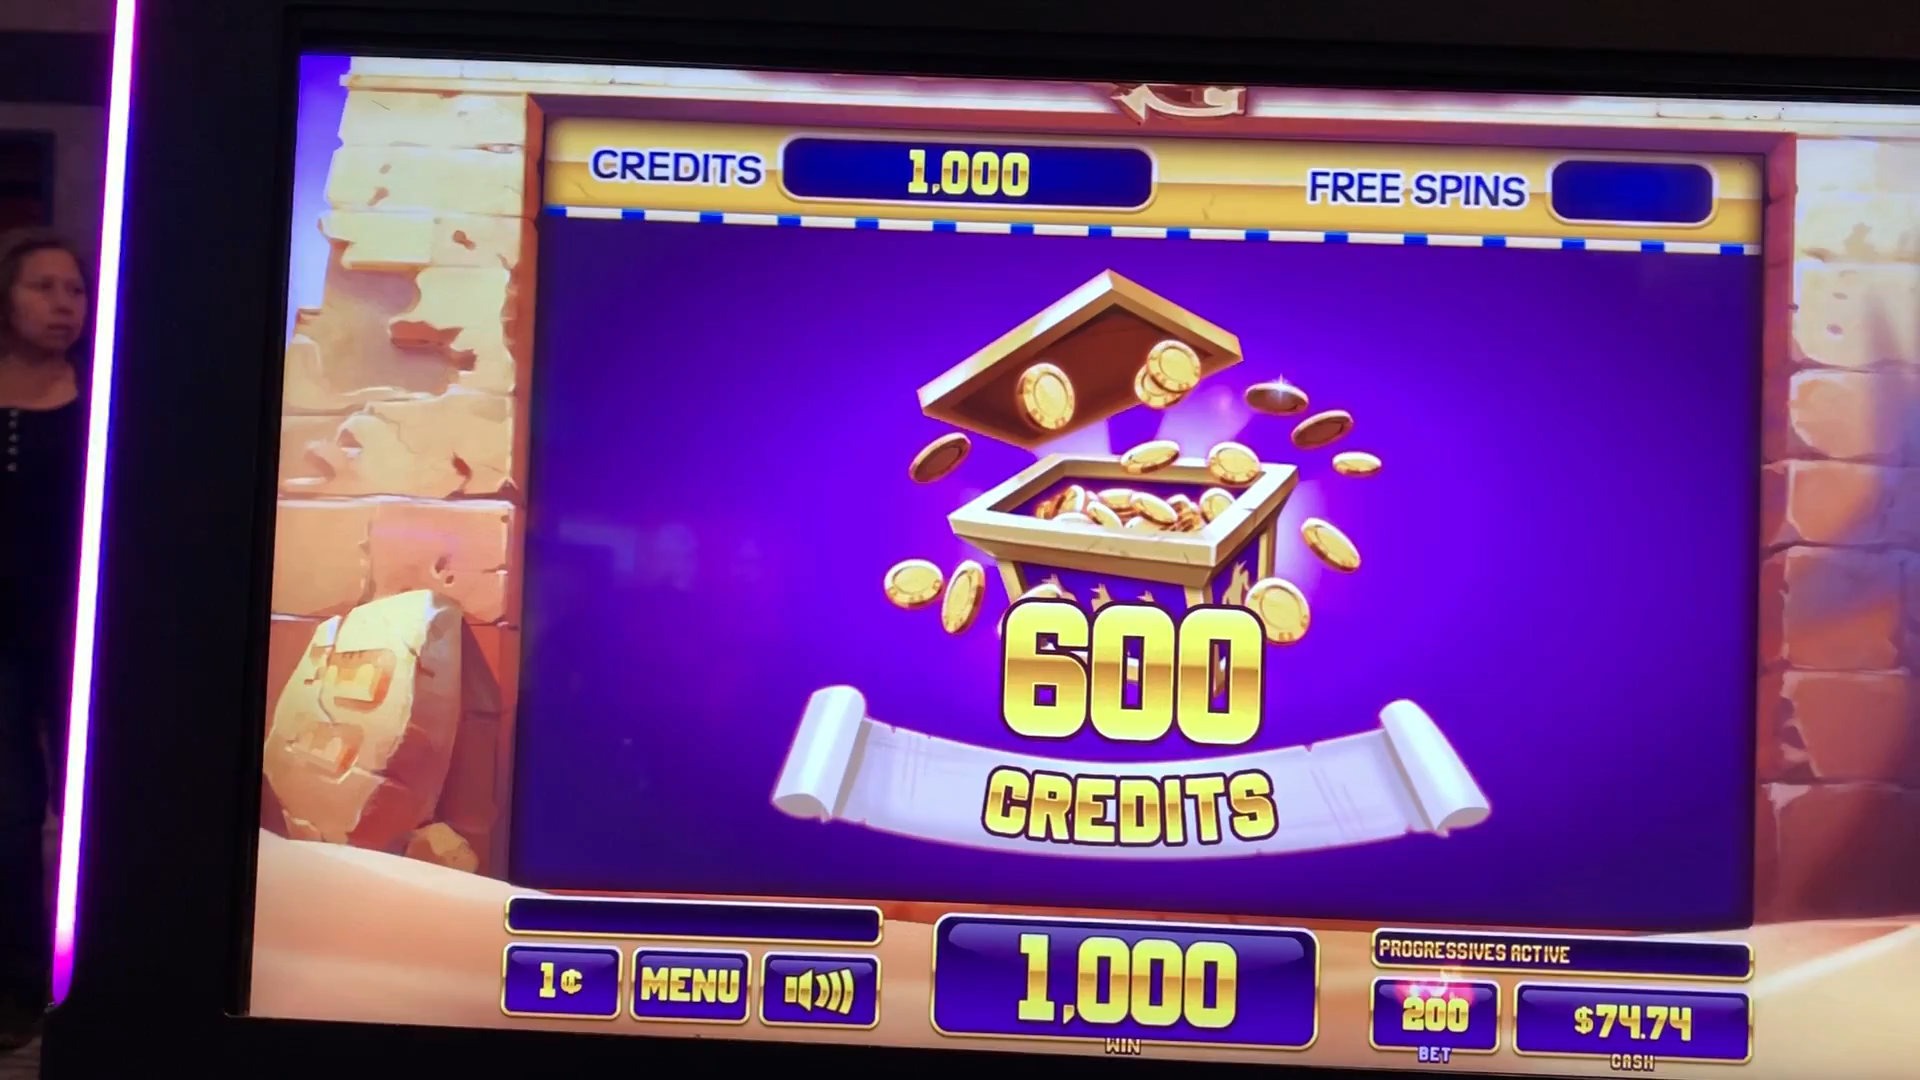 CREDITS 1,000 FREE SPINS
600
CREDITS
PROGRESSIVES ACTIVE
1¢ MENU 1,000 200 $74.74
WIN BET CASH